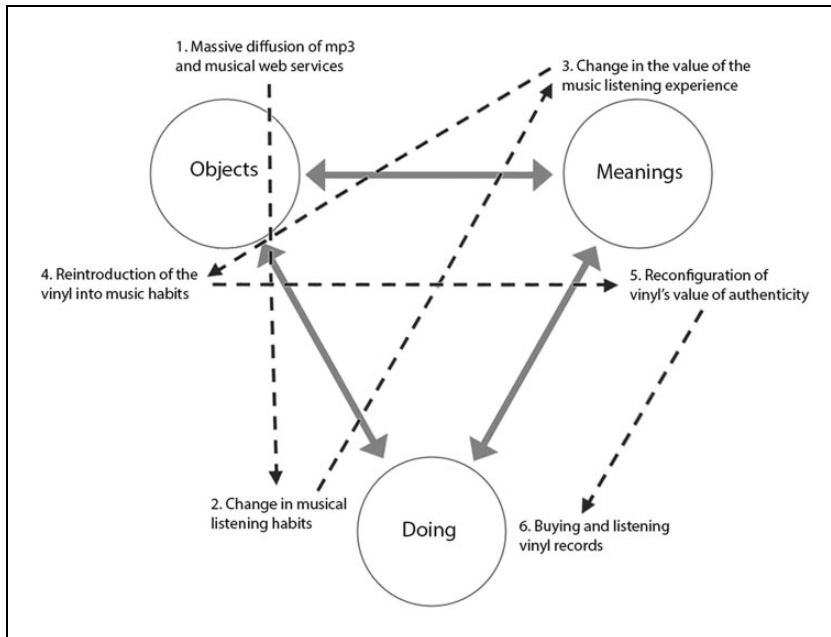 1. Massive diffusion of mp3
and musical web services
3. Change in the value of the
music listening experience
Objects
Meanings
4. Reintroduction of the
vinyl into music habits
5. Reconfiguration of
vinyl's value of authenticity
2. Change in musical
listening habits
Doing
6. Buying and listening
vinyl records